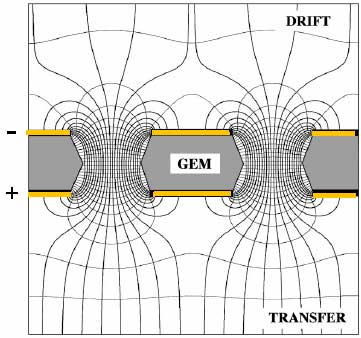 DRIFT
-
GEM
+
TRANSFER